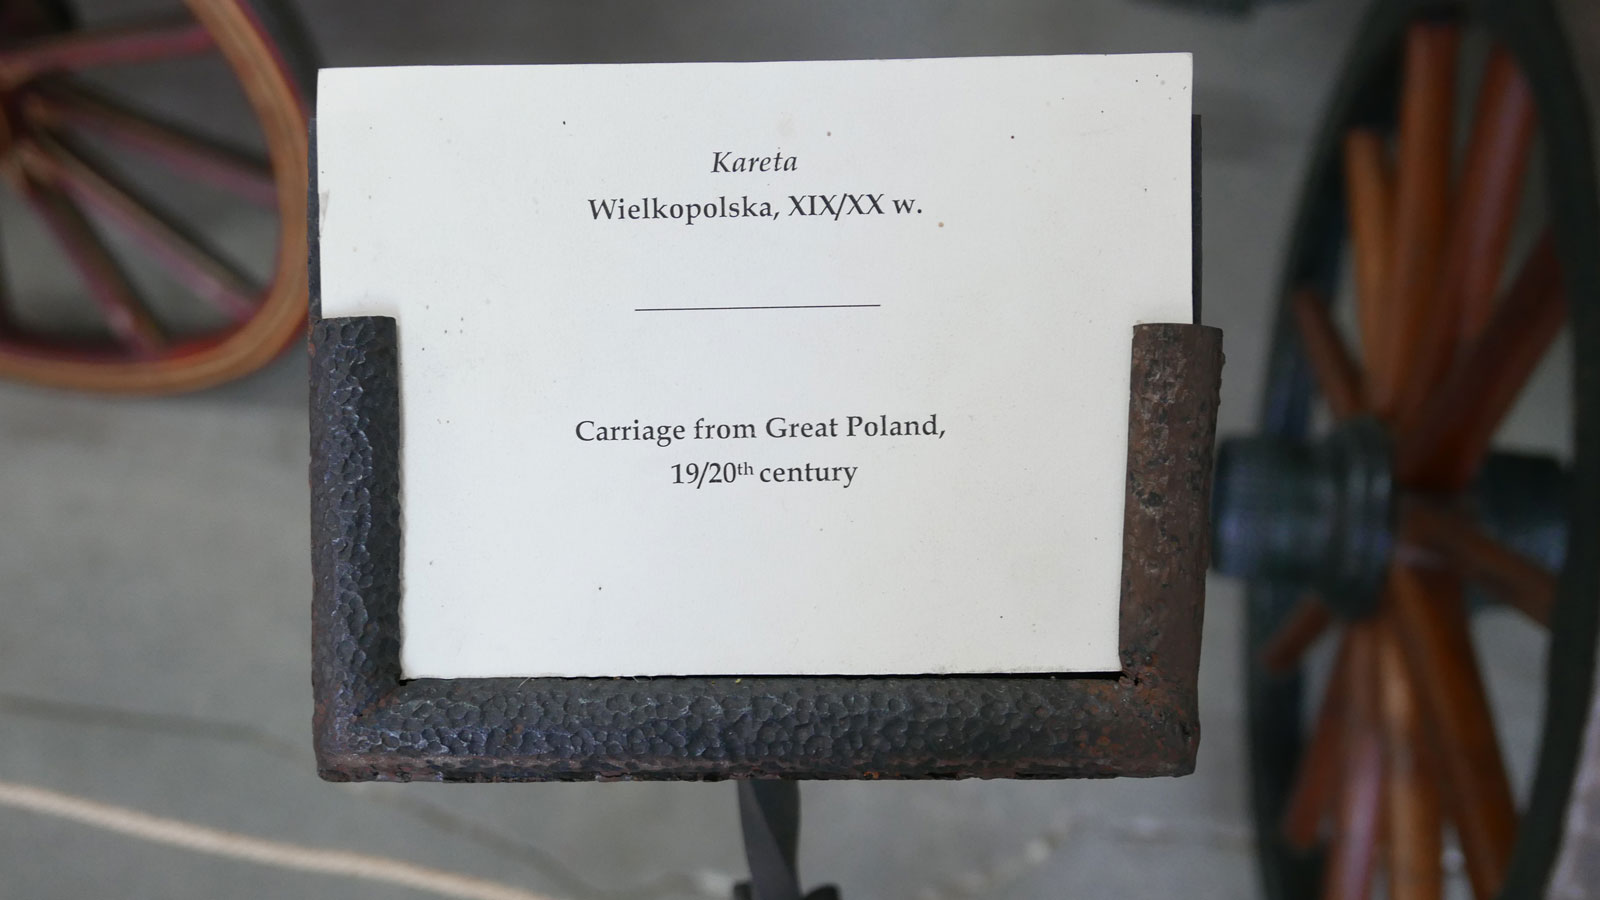 Kareta
Wielkopolska, XIX/XX w.
Carriage from Great Poland,
19/20th century